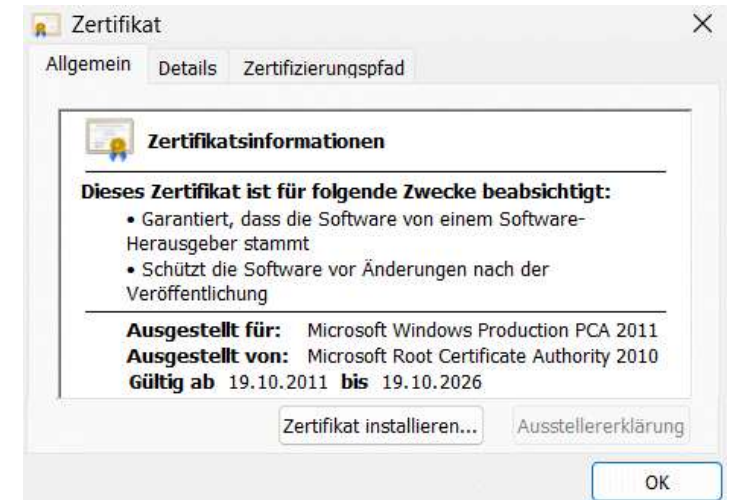 Zertifikat
Allgemein Details Zertifizierungspfad
Zertifikatsinformationen
Dieses Zertifikat ist für folgende Zwecke beabsichtigt:
• Garantiert, dass die Software von einem Software-
Herausgeber stammt
• Schützt die Software vor Änderungen nach der
Veröffentlichung
Ausgestellt für: Microsoft Windows Production PCA 2011
Ausgestellt von: Microsoft Root Certificate Authority 2010
Gültig ab 19.10.2011 bis 19.10.2026
Zertifikat installieren... Ausstellererklärung
OK